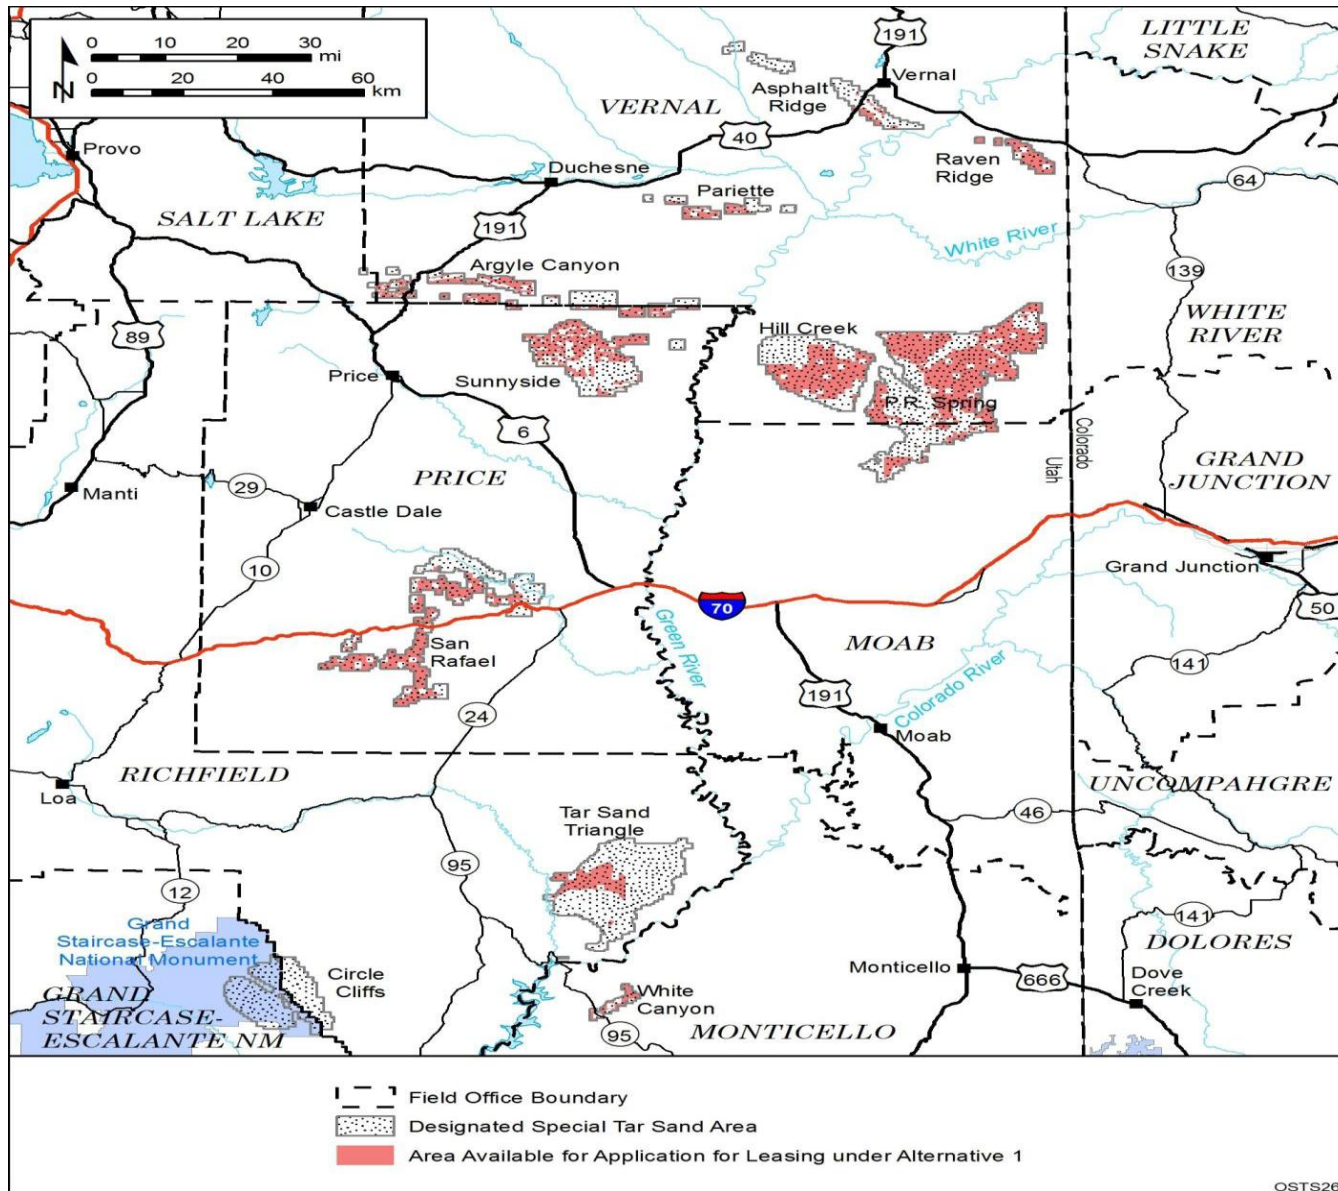 0 10 20 30
mi
0 20 40 60
km
N
191
LITTLE
SNAKE
Vernal
Asphalt
Ridge
VERNAL
40
Provo
Duchesne
Raven
Ridge
64
Pariette
SALT LAKE
191
White River
139
Argyle Canyon
WHITE
RIVER
89
Hill Creek
Price
Sunnyside
P.R. Spring
6
Colorado
Utah
GRAND
JUNCTION
PRICE
29
Manti
Castle Dale
10
Grand Junction
70
50
Green River
San
Rafael
MOAB
141
191
Colorado River
24
Moab
RICHFIELD
UNCOMPAHGRE
Loa
Tar Sand
Triangle
46
95
12
Grand
Staircase-Escalante
National Monument
141
DOLORES
Circle
Cliffs
Monticello
666
Dove
Creek
GRAND
STAIRCASE-
ESCALANTE NM
White
Canyon
95
MONTICELLO
Field Office Boundary
Designated Special Tar Sand Area
Area Available for Application for Leasing under Alternative 1
OSTS26